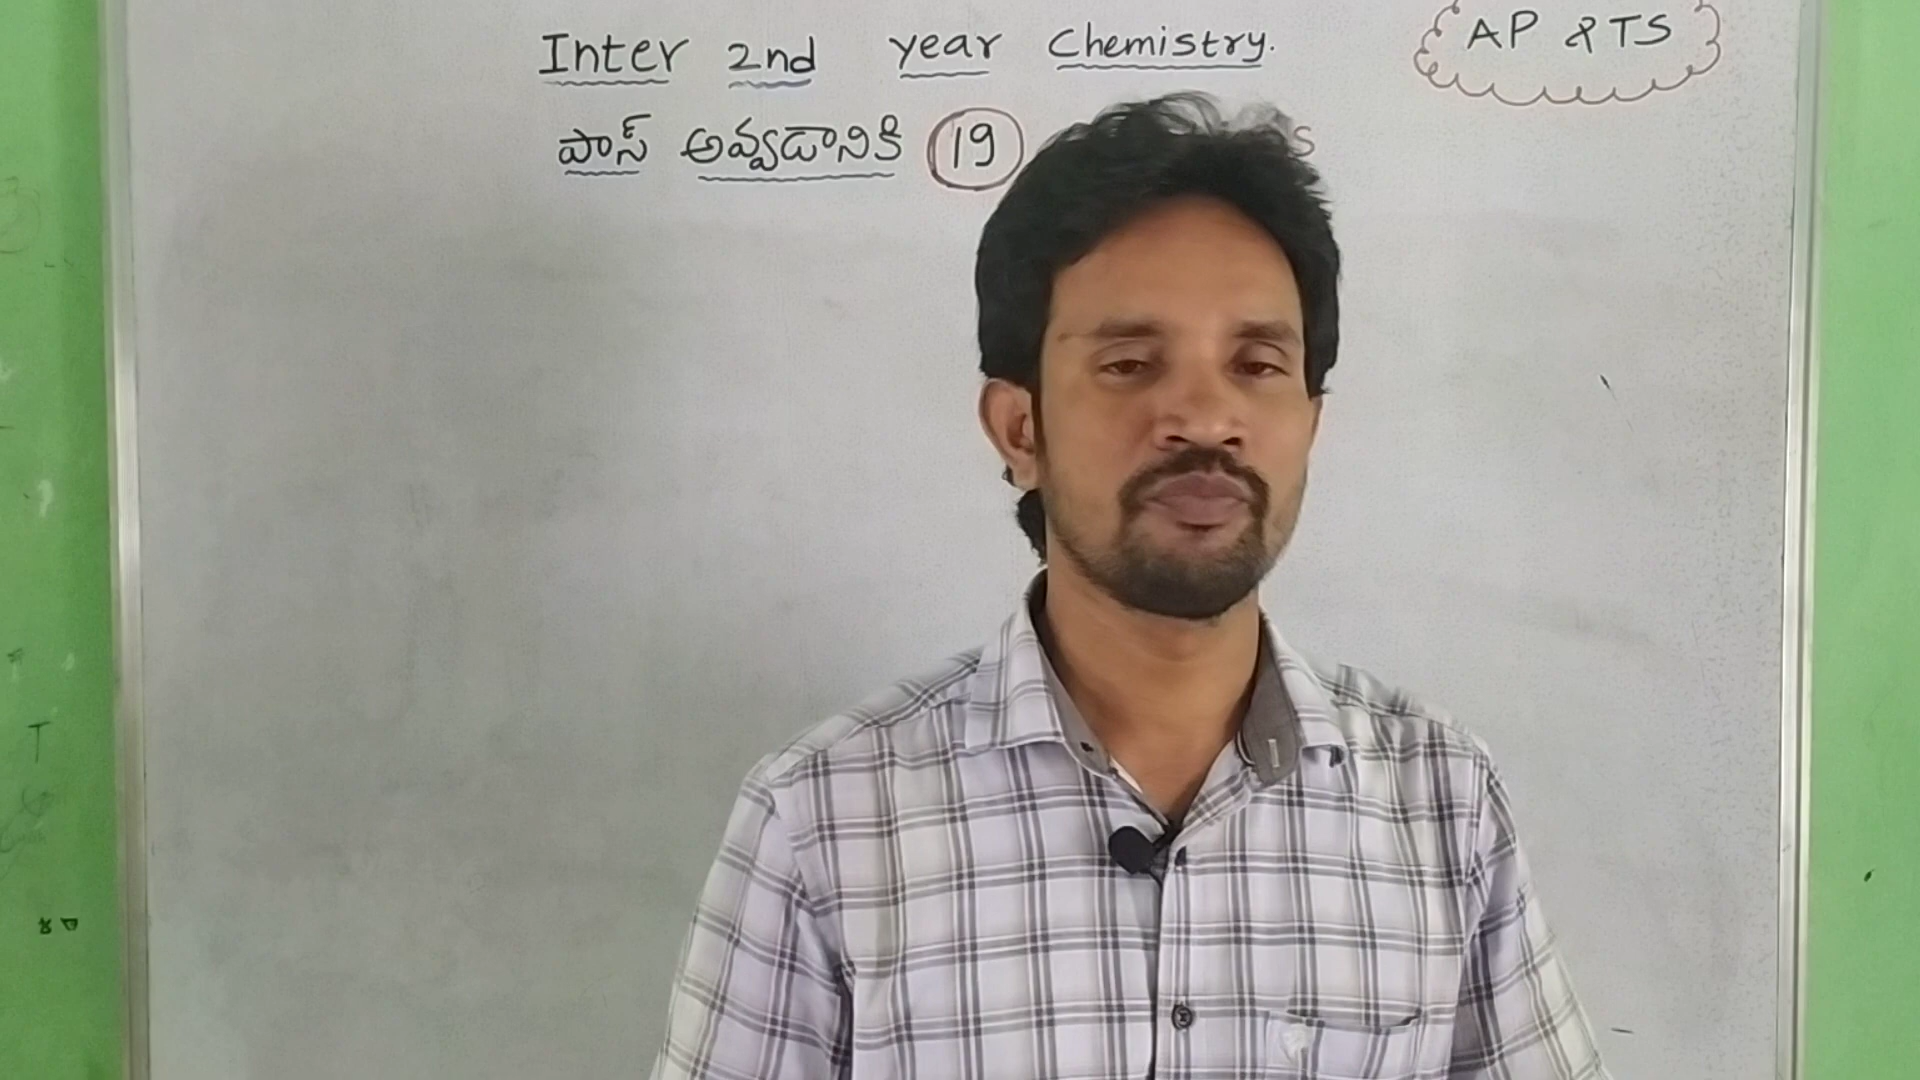 Inter 2nd year Chemistry.
AP & TS
పాస్ అవ్వడానికి 19